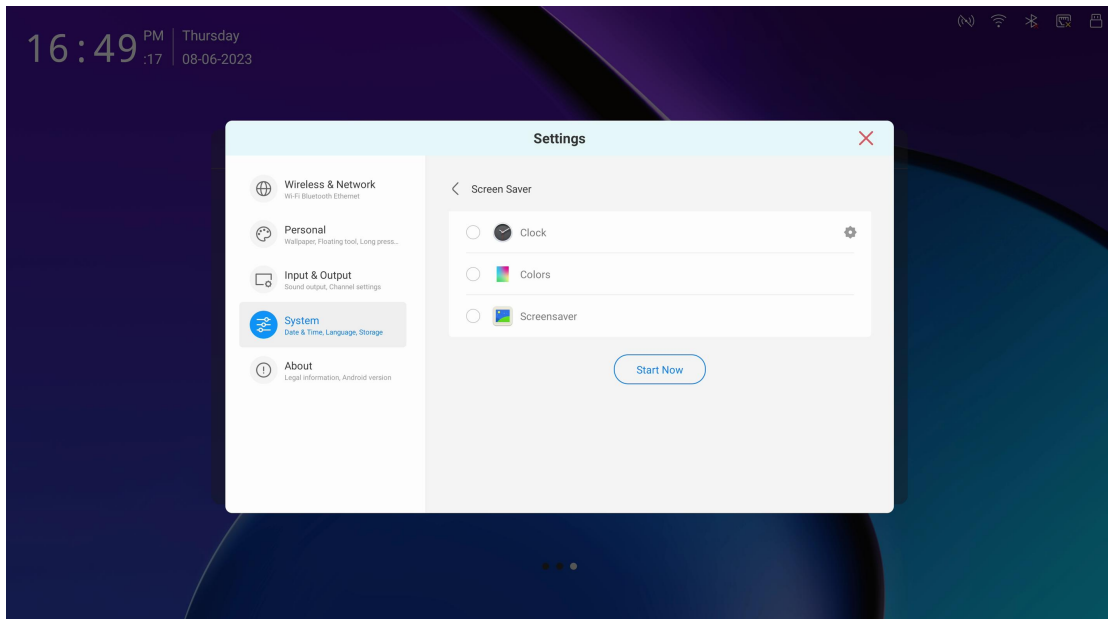 16:49 PM :17 Thursday
08-06-2023
Settings
Wireless & Network
Wi-Fi Bluetooth Ethernet
Personal
Wallpaper, Floating tool, Long press...
Input & Output
Sound output, Channel settings
System
Date & Time, Language, Storage
About
Legal information, Android version
Screen Saver
Clock
Colors
Screensaver
Start Now